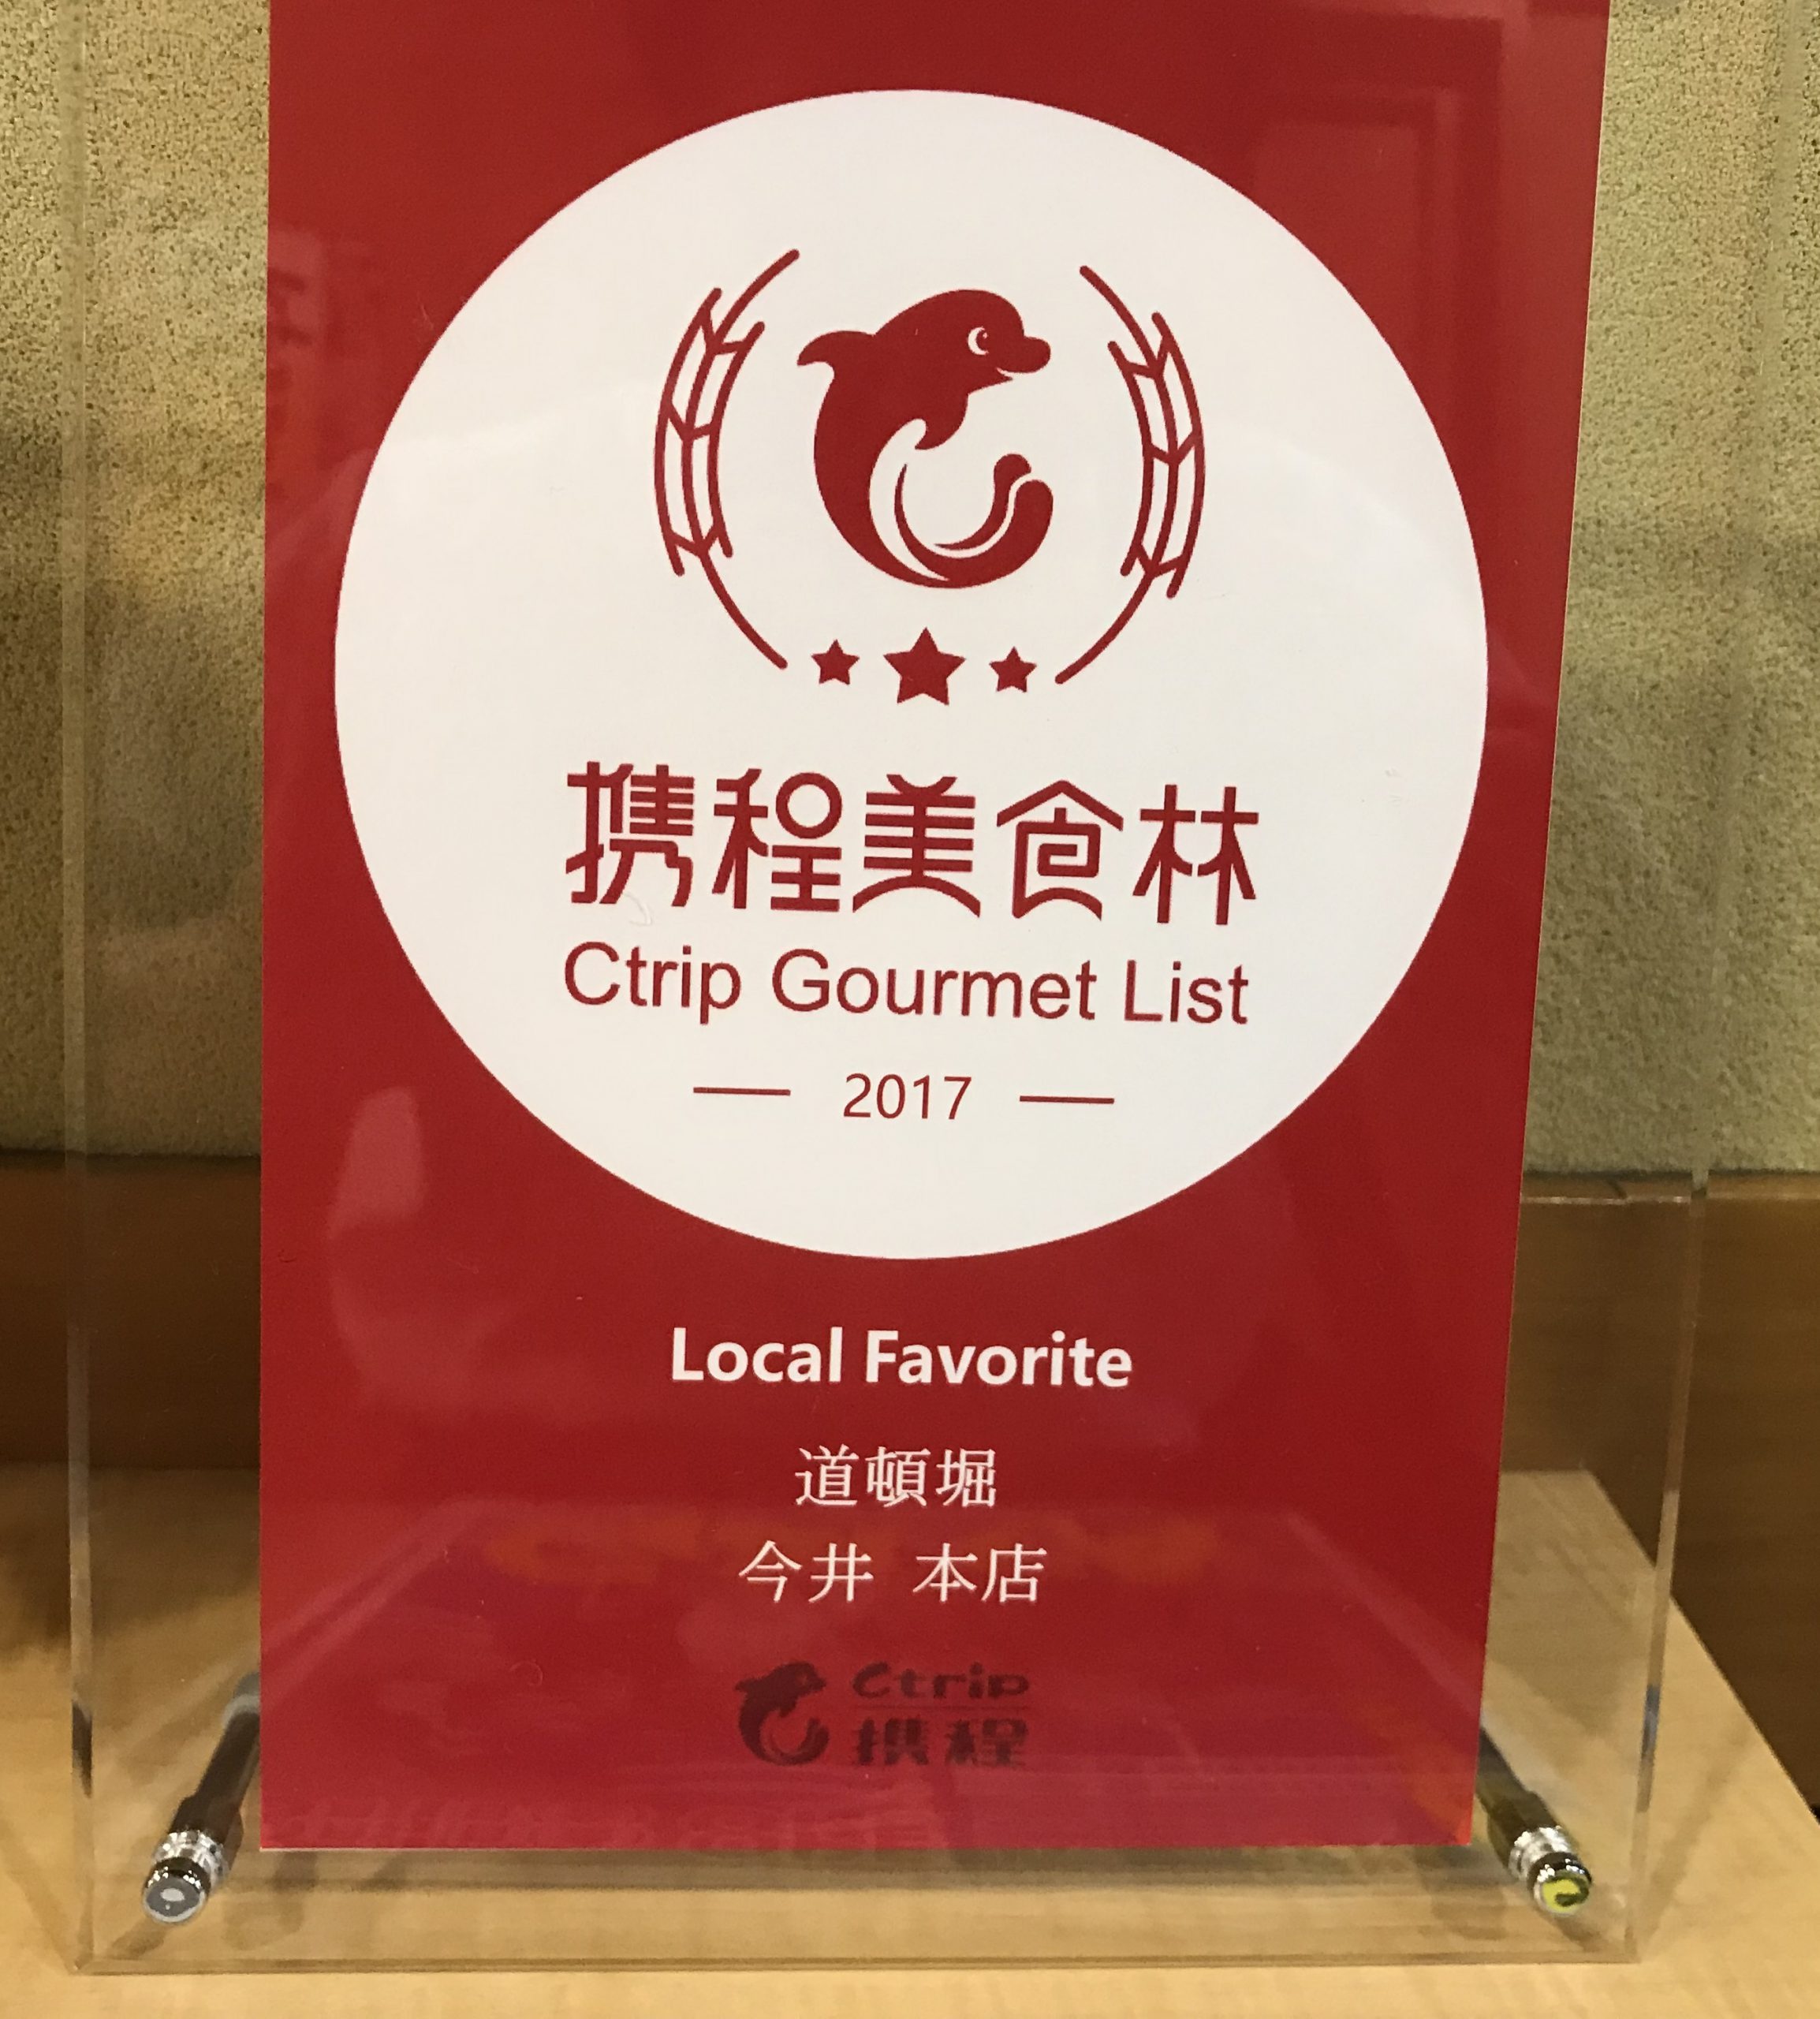 携程美食林
Ctrip Gourmet List
2017
Local Favorite
道頓堀
今井 本店
Ctrip
携程